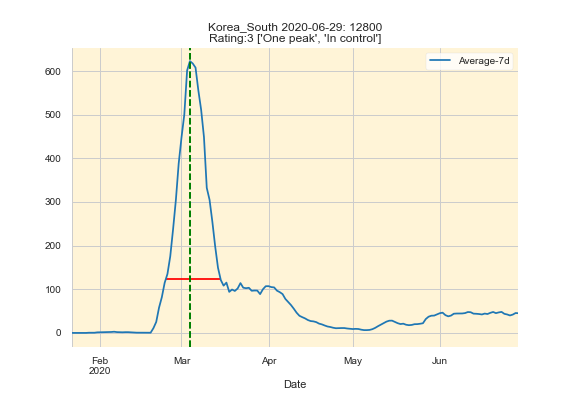 Korea_South 2020-06-29: 12800
Rating:3 ['One peak', 'In control']
Average-7d
600
500
400
300
200
100
0
Feb
2020
Mar
Apr
May
Jun
Date